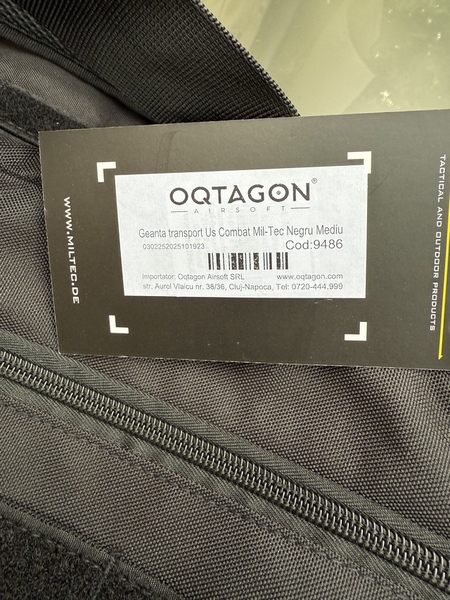 OQTAGON®
AIRSOFT
Geanta transport Us Combat Mil-Tec Negru Mediu
0302252025101923
Cod:9486
Importator: Oqtagon Airsoft SRL www.oqtagon.com
str. Aurol Vlaicu nr, 38/36, Cluj-Napoca, Tel: 0720-444.999
WWW.MILTEC.DE
TACTICAL AND OUTDOOR PRODUCTS